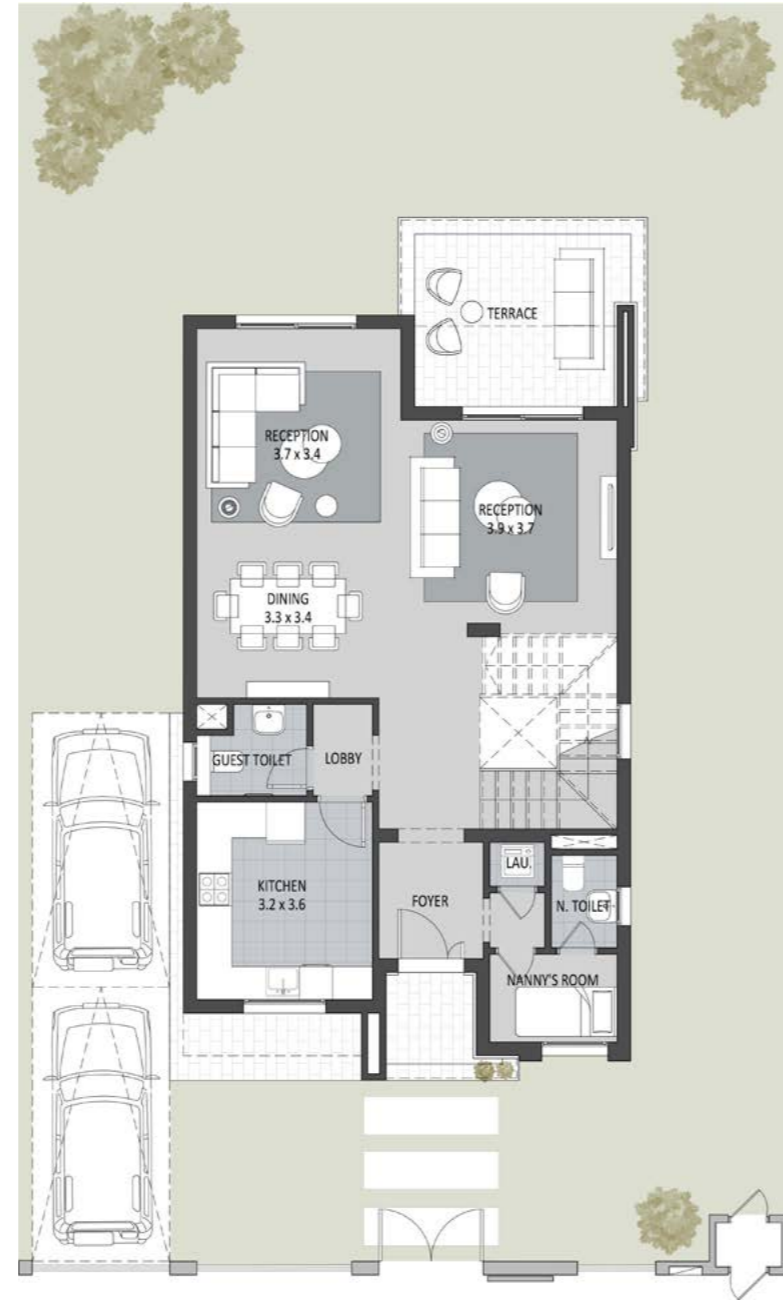 TERRACE
RECEPTION
3.7 x 3.4
RECEPTION
3.9 x 3.7
DINING
3.3 x 3.4
GUEST TOILET
LOBBY
KITCHEN
3.2 x 3.6
FOYER
LAU.
N. TOILET
NANNY'S ROOM